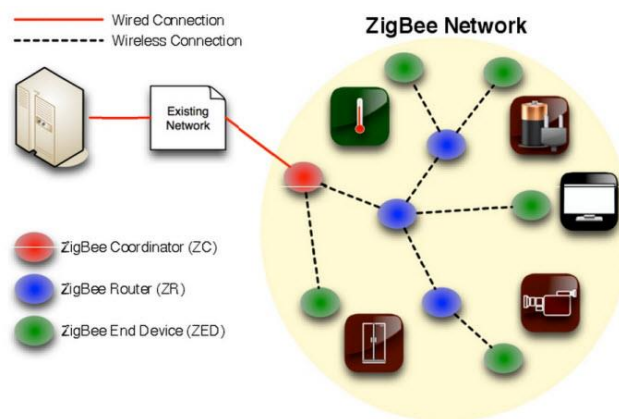 Wired Connection
Wireless Connection
ZigBee Network
Existing
Network
ZigBee Coordinator (ZC)
ZigBee Router (ZR)
ZigBee End Device (ZED)